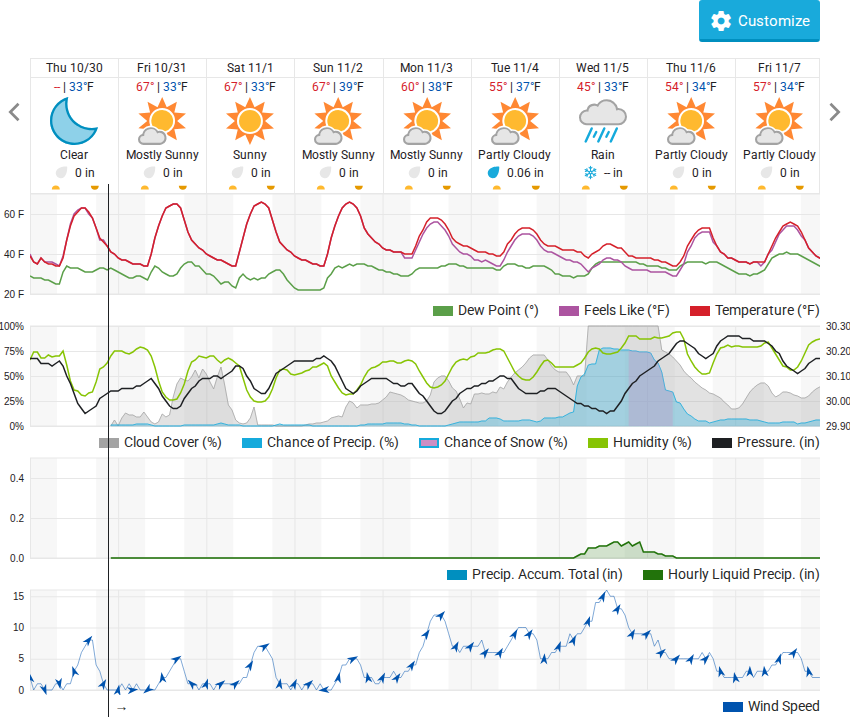 Customize
Thu 10/30 Fri 10/31 Sat 11/1 Sun 11/2 Mon 11/3 Tue 11/4 Wed 11/5 Thu 11/6 Fri 11/7
-- | 33°F 67° | 33°F 67° | 33°F 67° | 39°F 60° | 38°F 55° | 37°F 45° | 33°F 54° | 34°F 57° | 34°F
Clear Mostly Sunny Sunny Mostly Sunny Mostly Sunny Partly Cloudy Rain Partly Cloudy Partly Cloudy
0 in 0 in 0 in 0 in 0 in 0.06 in -- in 0 in 0 in
60 F
40 F
20 F
Dew Point (°) Feels Like (°F) Temperature (°F)
100% 30.30
75% 30.20
50% 30.10
25% 30.00
0% 29.90
Cloud Cover (%) Chance of Precip. (%) Chance of Snow (%) Humidity (%) Pressure. (in)
0.4
0.2
0.0
Precip. Accum. Total (in) Hourly Liquid Precip. (in)
15
10
5
0
→ Wind Speed